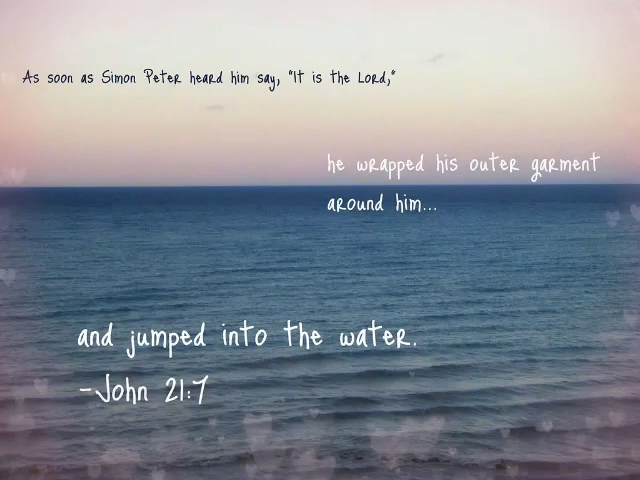 As soon as Simon Peter heard him say, "It is the Lord,"
he wrapped his outer garment
around him...
and jumped into the water.
-John 21:7